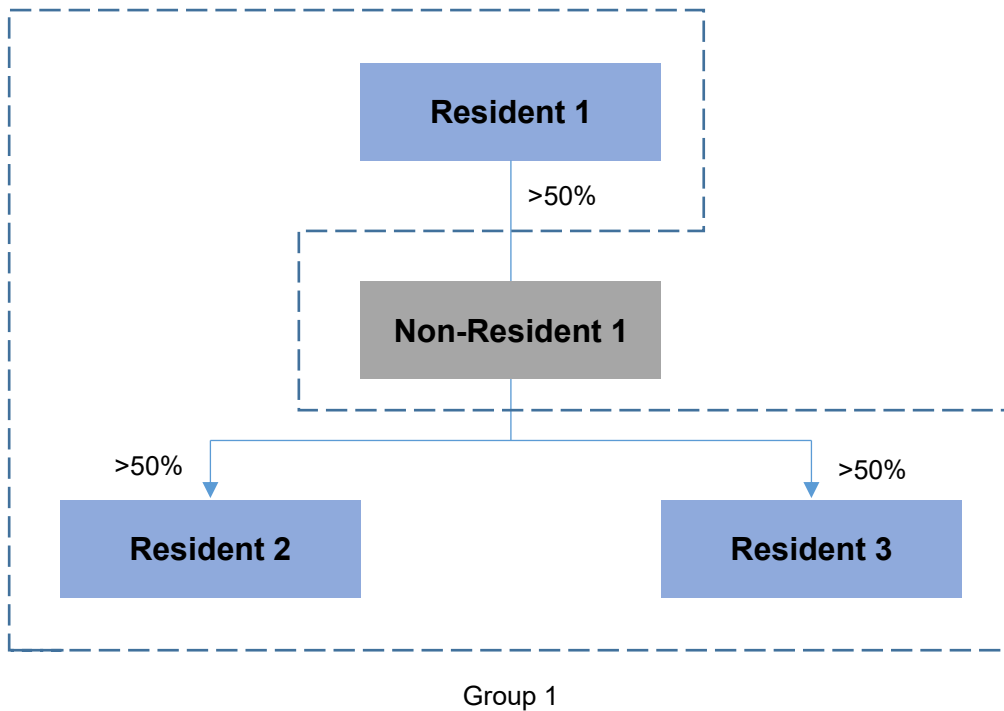 Resident 1
>50%
Non-Resident 1
>50%
>50%
Resident 2
Resident 3
Group 1